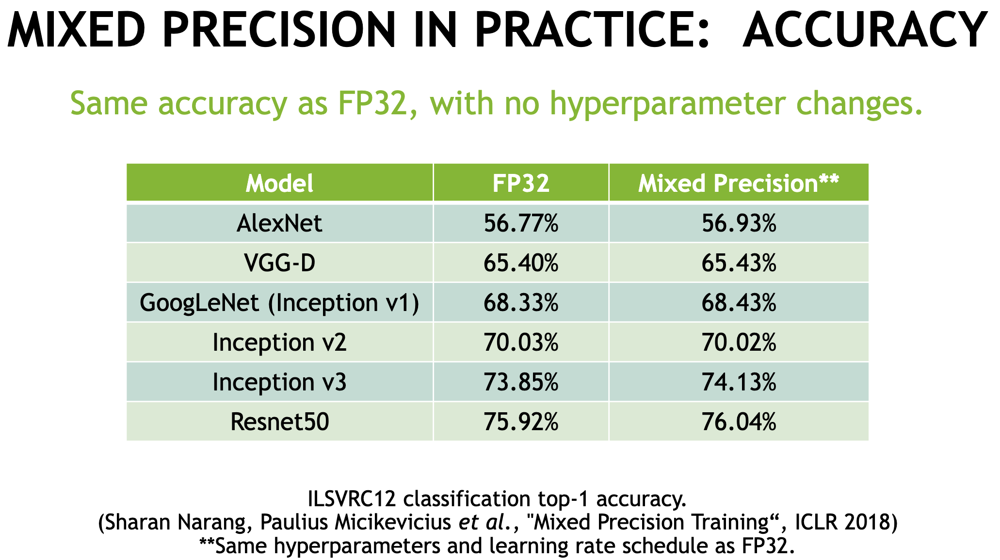 MIXED PRECISION IN PRACTICE: ACCURACY
Same accuracy as FP32, with no hyperparameter changes.
Model FP32 Mixed Precision**
AlexNet 56.77% 56.93%
VGG-D 65.40% 65.43%
GoogLeNet (Inception v1) 68.33% 68.43%
Inception v2 70.03% 70.02%
Inception v3 73.85% 74.13%
Resnet50 75.92% 76.04%
ILSVRC12 classification top-1 accuracy.
(Sharan Narang, Paulius Micikevicius et al., "Mixed Precision Training“, ICLR 2018)
**Same hyperparameters and learning rate schedule as FP32.